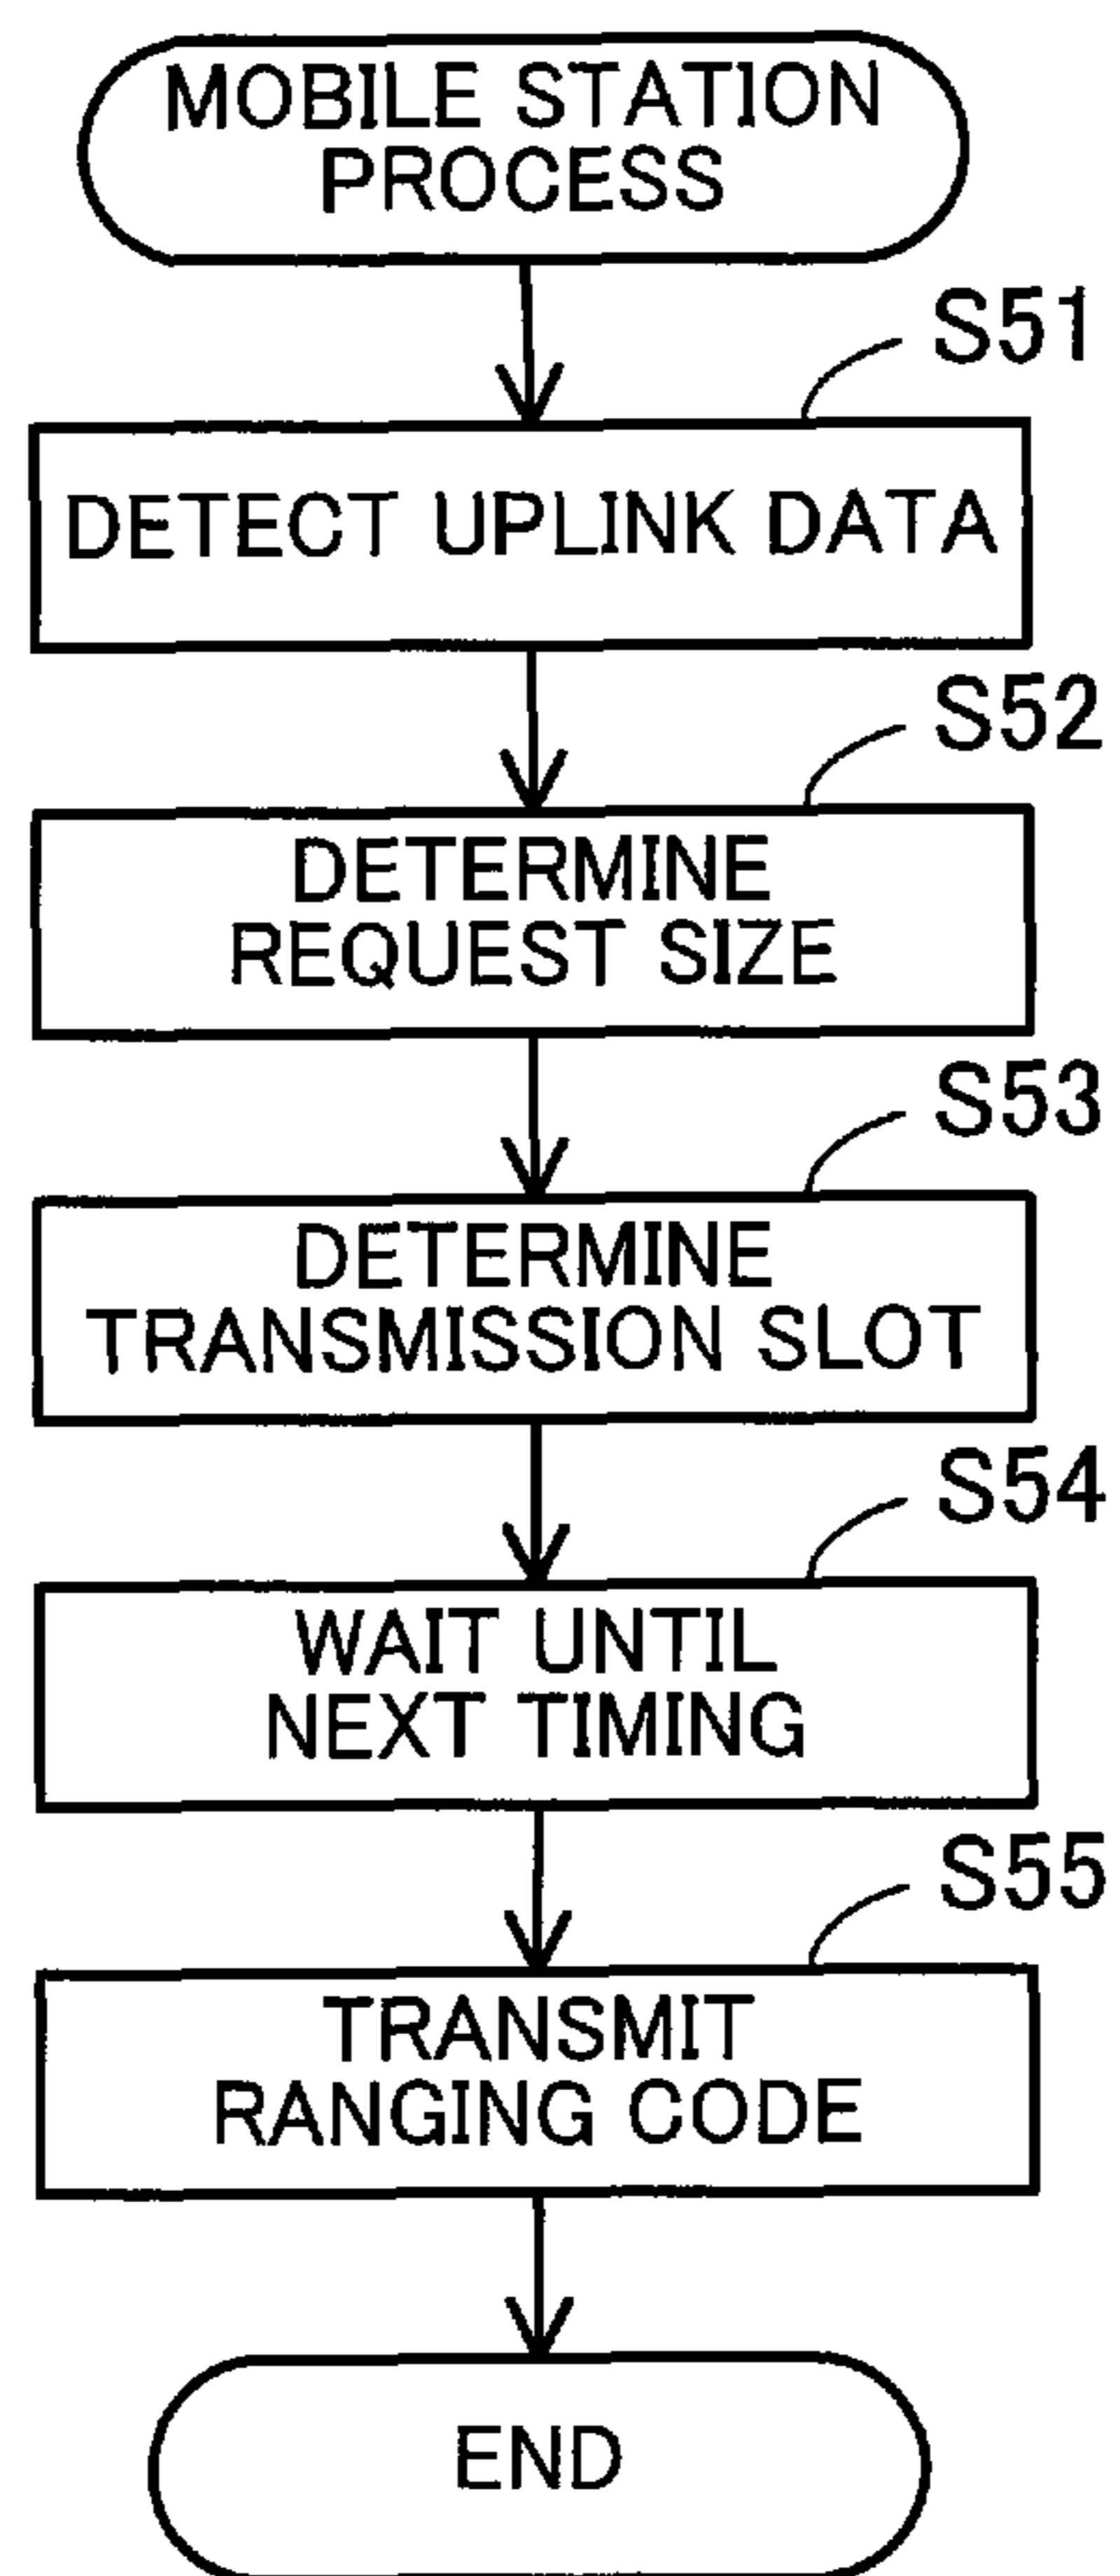 MOBILE STATION
PROCESS
S51
DETECT UPLINK DATA
S52
DETERMINE
REQUEST SIZE
S53
DETERMINE
TRANSMISSION SLOT
S54
WAIT UNTIL
NEXT TIMING
S55
TRANSMIT
RANGING CODE
END